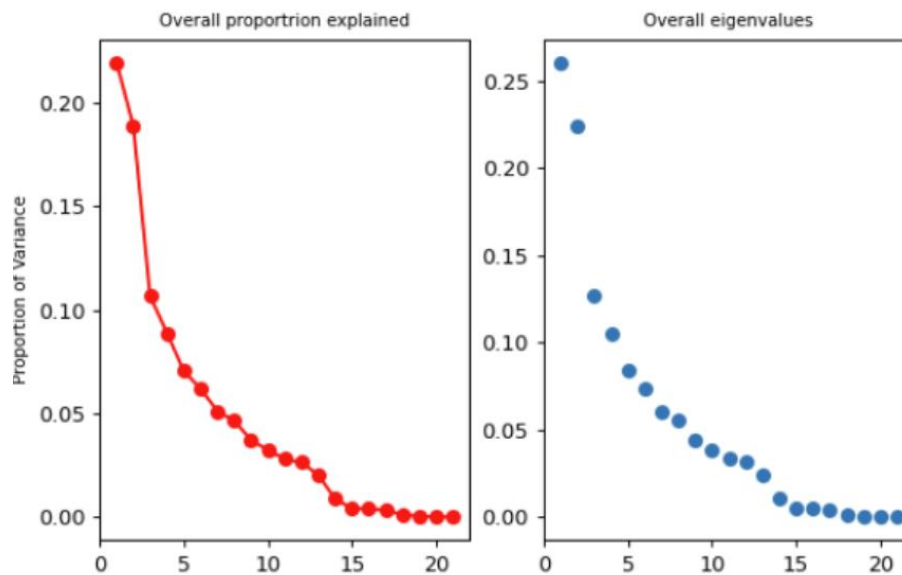 Overall proportrion explained
Overall eigenvalues
Proportion of Variance
0.20
0.15
0.10
0.05
0.00
0 5 10 15 20
0.25
0.20
0.15
0.10
0.05
0.00
0 5 10 15 20